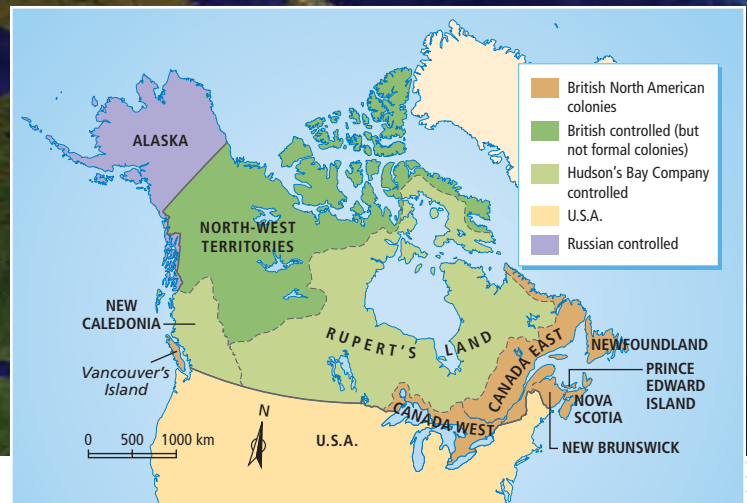 British North American
colonies
British controlled (but
not formal colonies)
Hudson's Bay Company
controlled
U.S.A.
Russian controlled
ALASKA
NORTH-WEST
TERRITORIES
NEW
CALEDONIA
Vancouver's
Island
RUPERT'S LAND
CANADA EAST
CANADA WEST
NEWFOUNDLAND
PRINCE
EDWARD
ISLAND
NOVA
SCOTIA
NEW BRUNSWICK
U.S.A.
N
0 500 1000 km